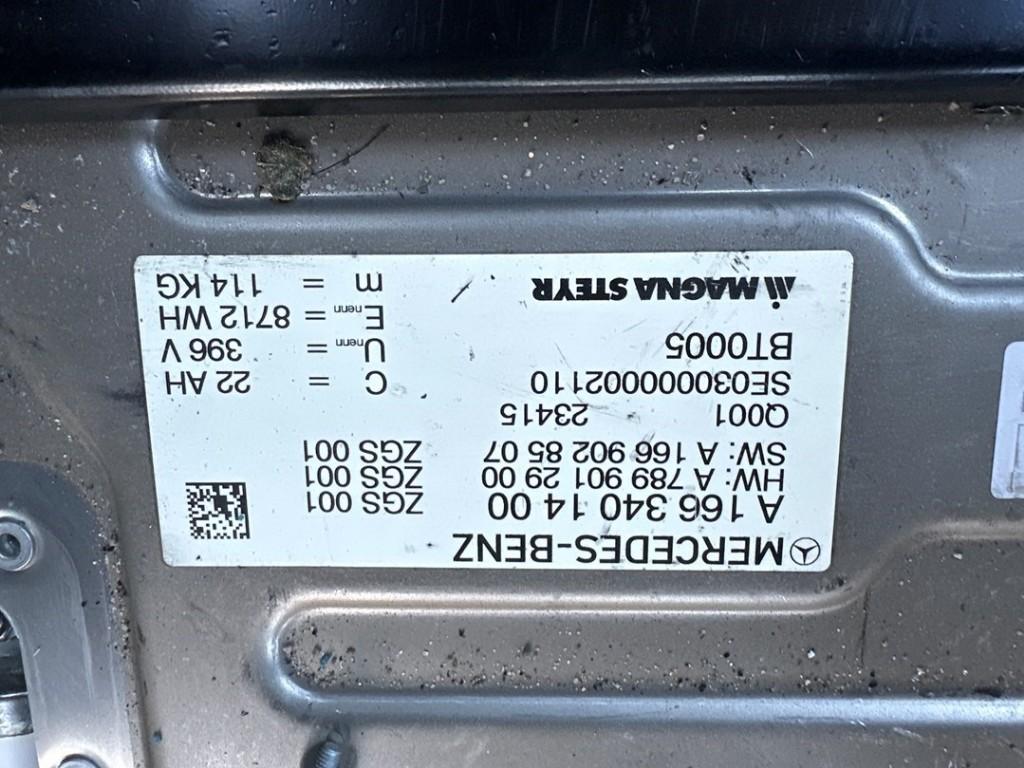 MERCEDES-BENZ
A 166 340 14 00 ZGS 001
HW: A 789 901 29 00 ZGS 001
SW: A 166 902 85 07 ZGS 001
Q001 23415
SE03000002110
BT0005
MAGNA STEYR
C = 22 AH
Unenn = 396 V
Enenn = 8712 WH
m = 114 KG